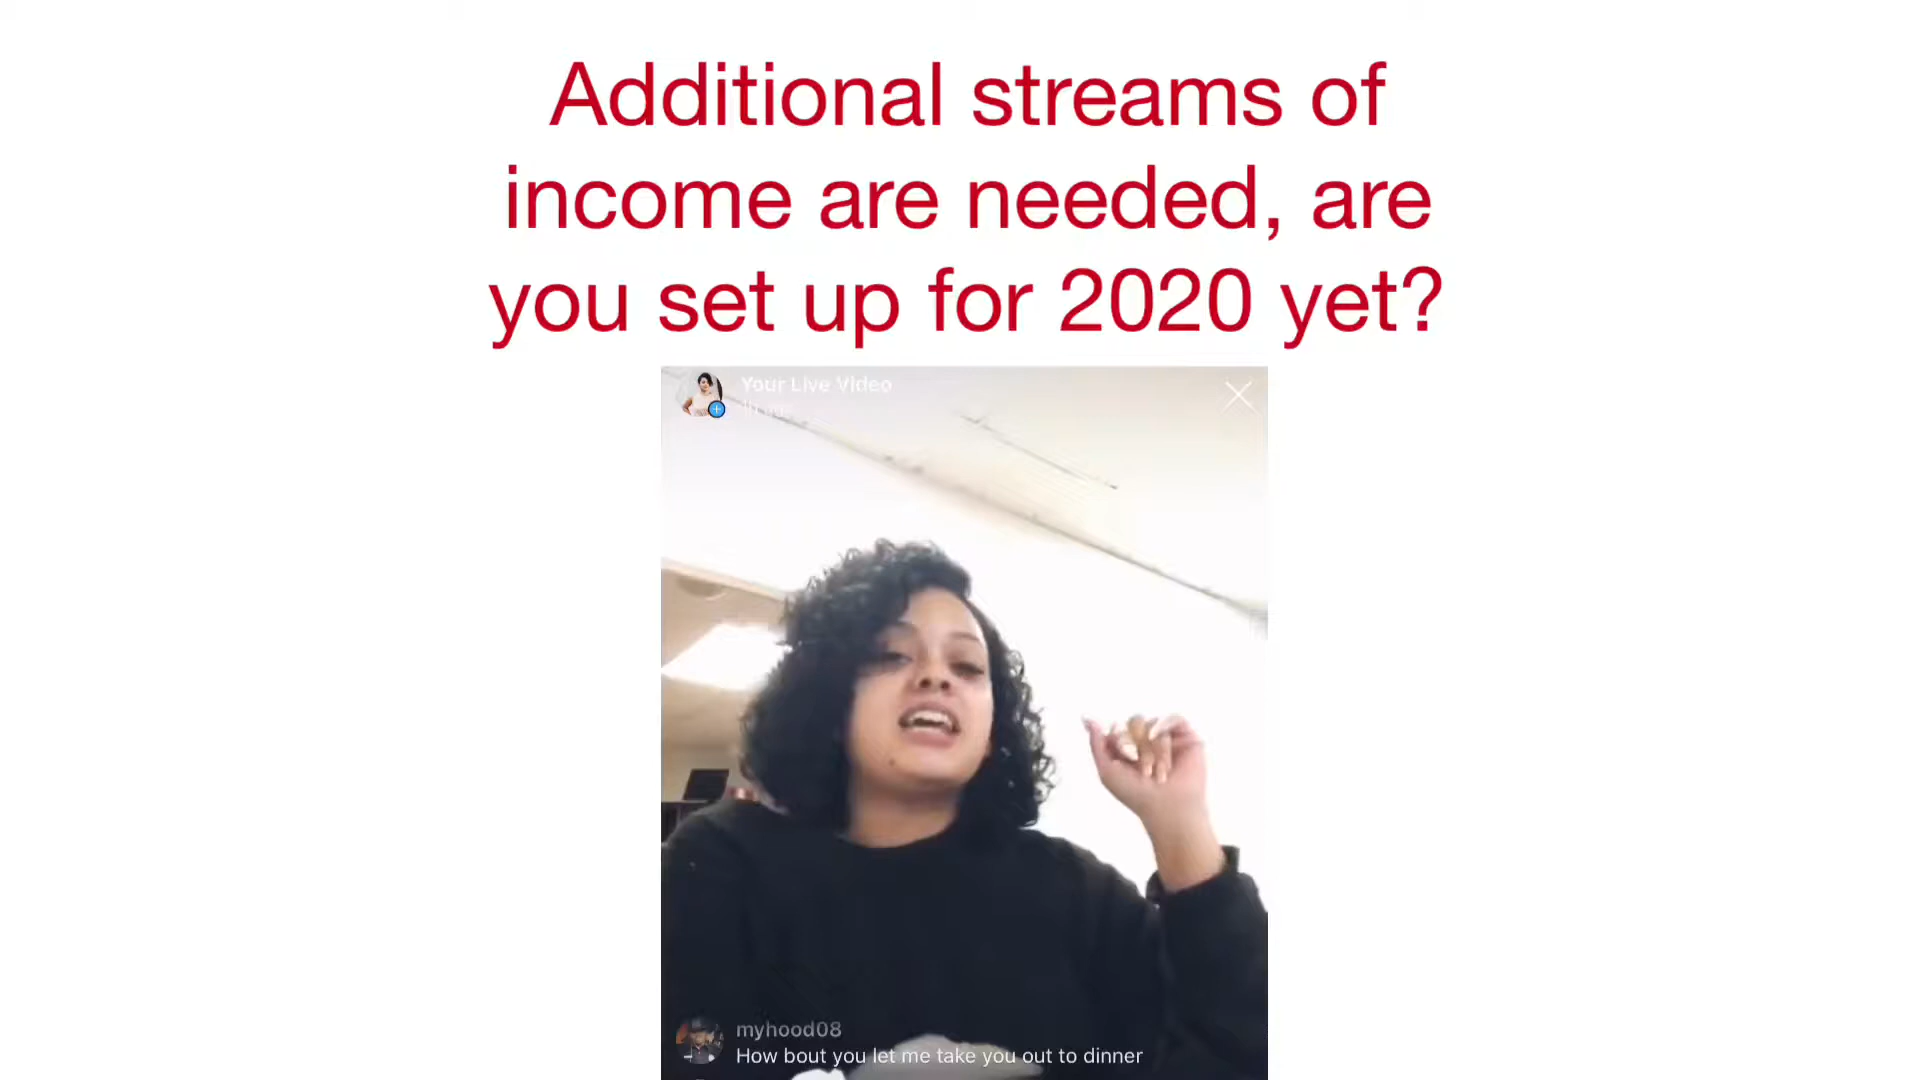 Additional streams of
income are needed, are
you set up for 2020 yet?
Your Live Video
myhood08
How bout you let me take you out to dinner